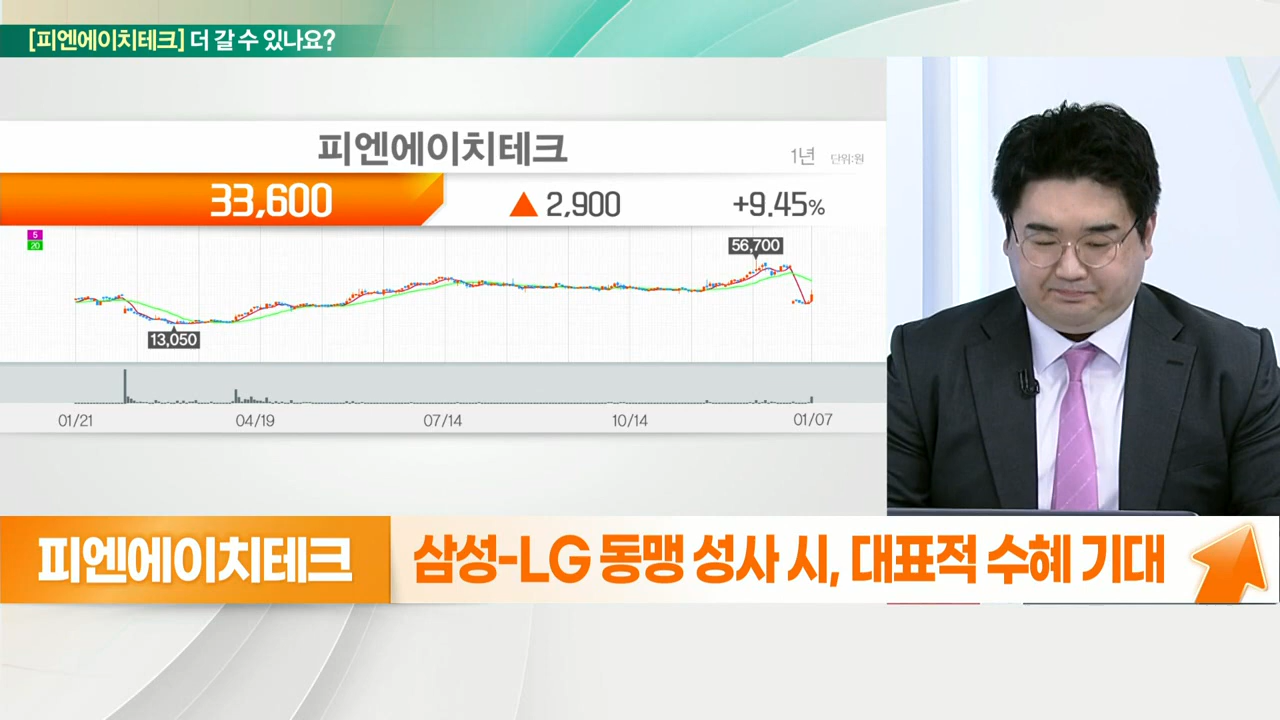 [피엔에이치테크] 더 갈 수 있나요?
피엔에이치테크
1년 단위:원
33,600 ▲ 2,900 +9.45%
5
20
56,700
13,050
01/21 04/19 07/14 10/14 01/07
피엔에이치테크 삼성-LG 동맹 성사 시, 대표적 수혜 기대